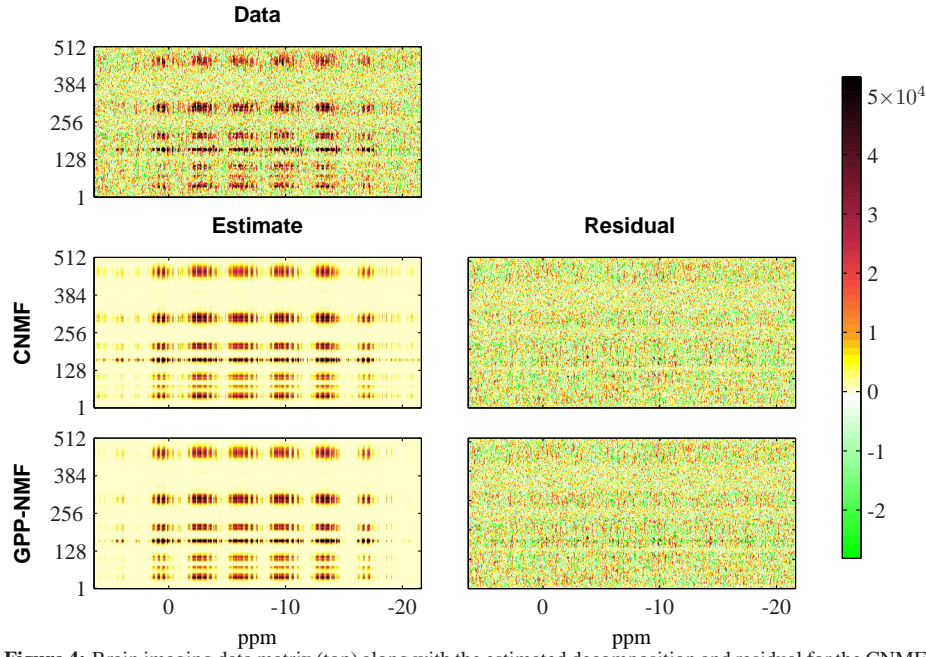 Data
512
384
256
128
1
5×10⁴
4
3
2
1
0
-1
-2
Estimate
Residual
CNMF
512
384
256
128
1
GPP-NMF
512
384
256
128
1
0 -10 -20
0 -10 -20
ppm
ppm
Figure 4: Brain imaging data matrix (top) along with the estimated decomposition and residual for the CNMF